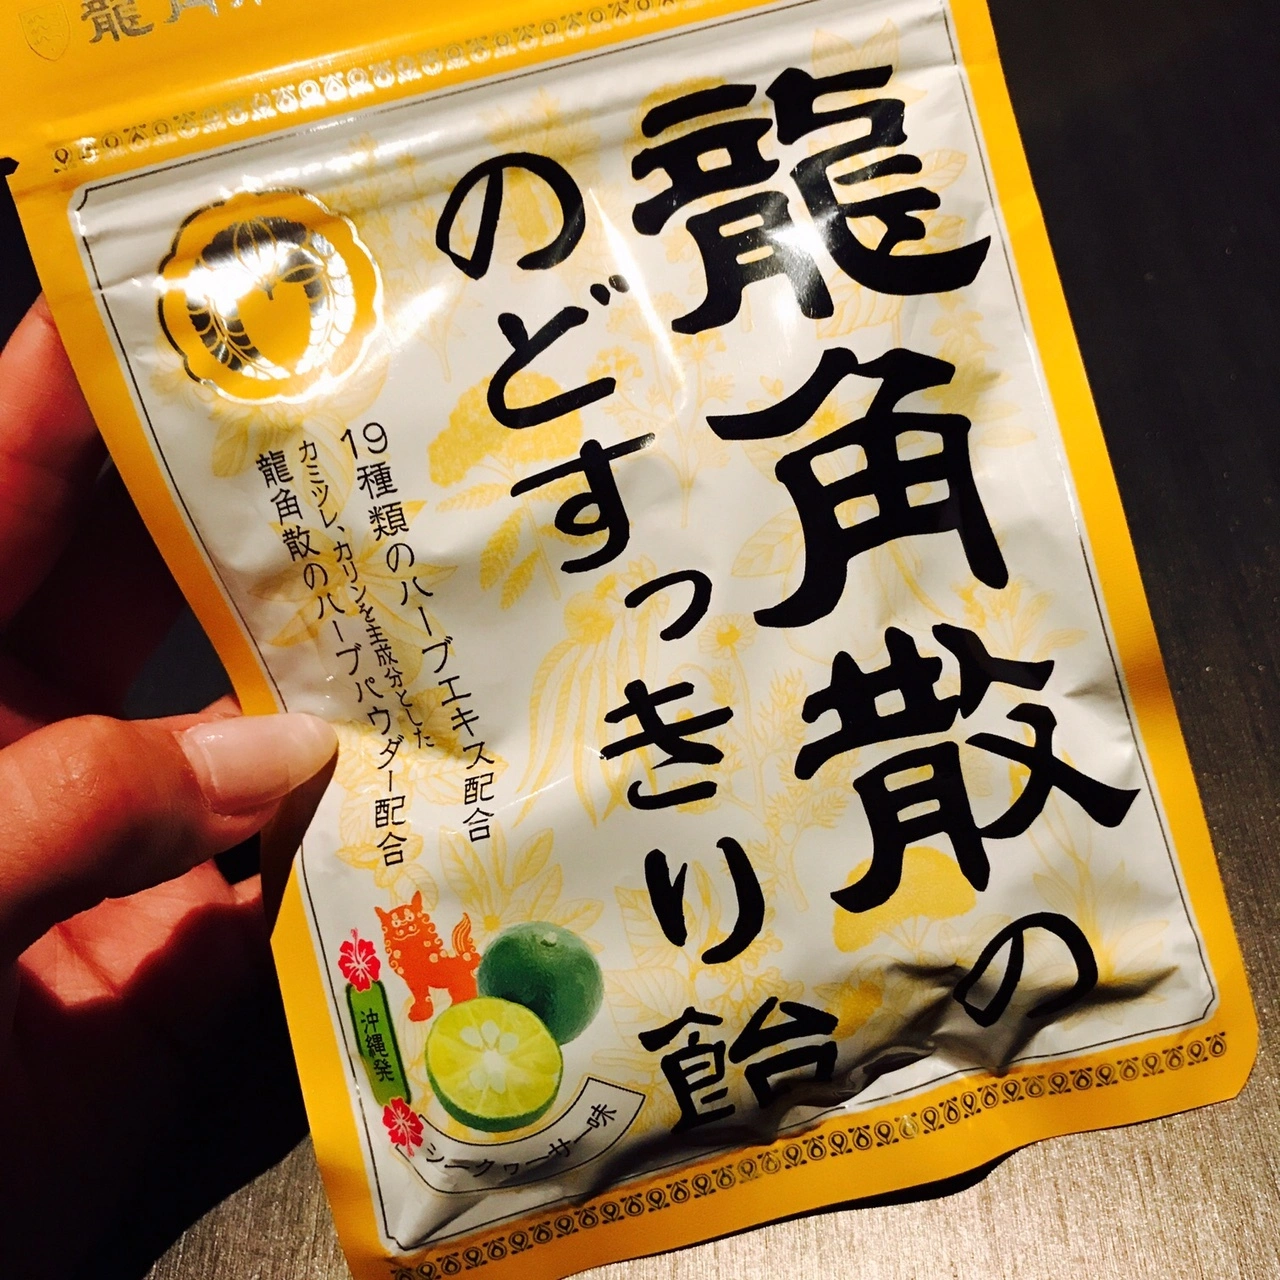 龍角散の
のどすっきり飴
19種類のハーブエキス配合
カミツレ、カリンを主成分とした
龍角散のハーブパウダー配合
沖縄発
シークヮーサー味
龍角